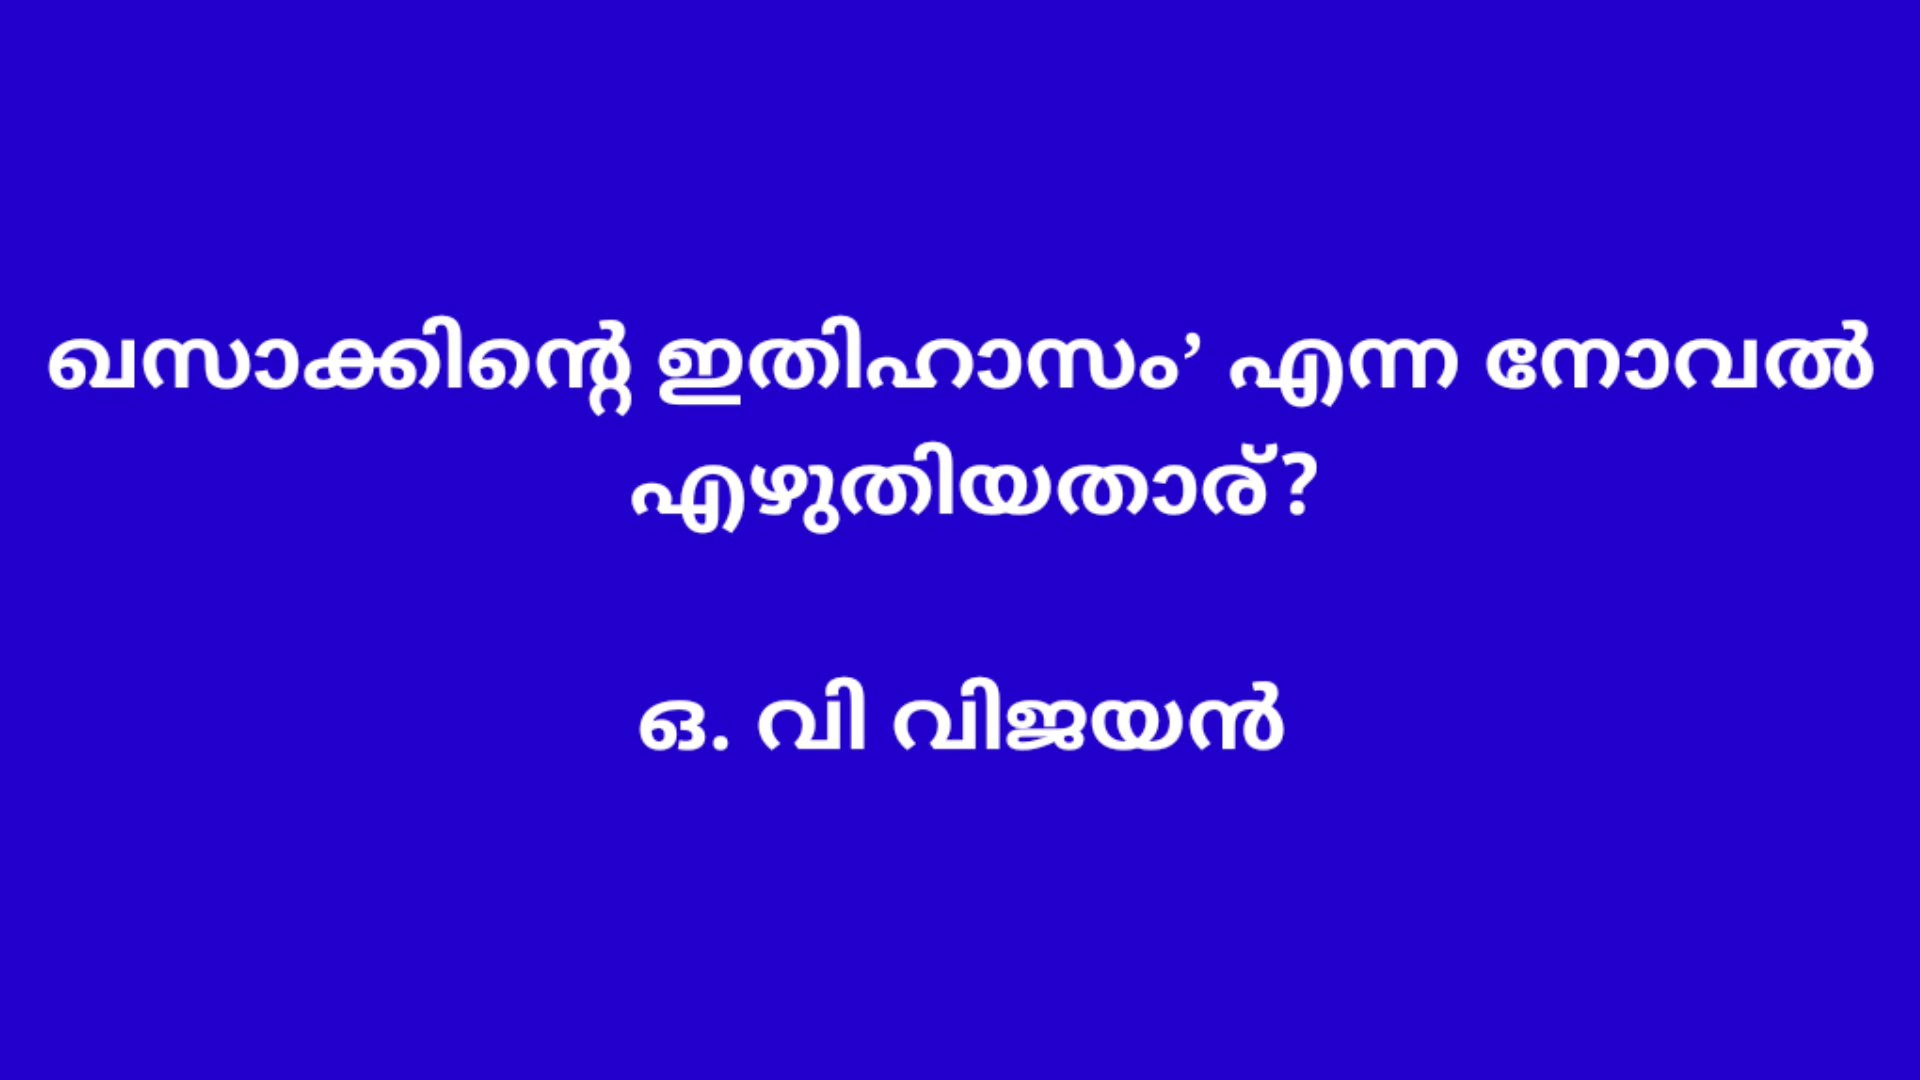 ഖസാക്കിന്റെ ഇതിഹാസം’ എന്ന നോവൽ
എഴുതിയതാര്?
ഒ. വി വിജയൻ